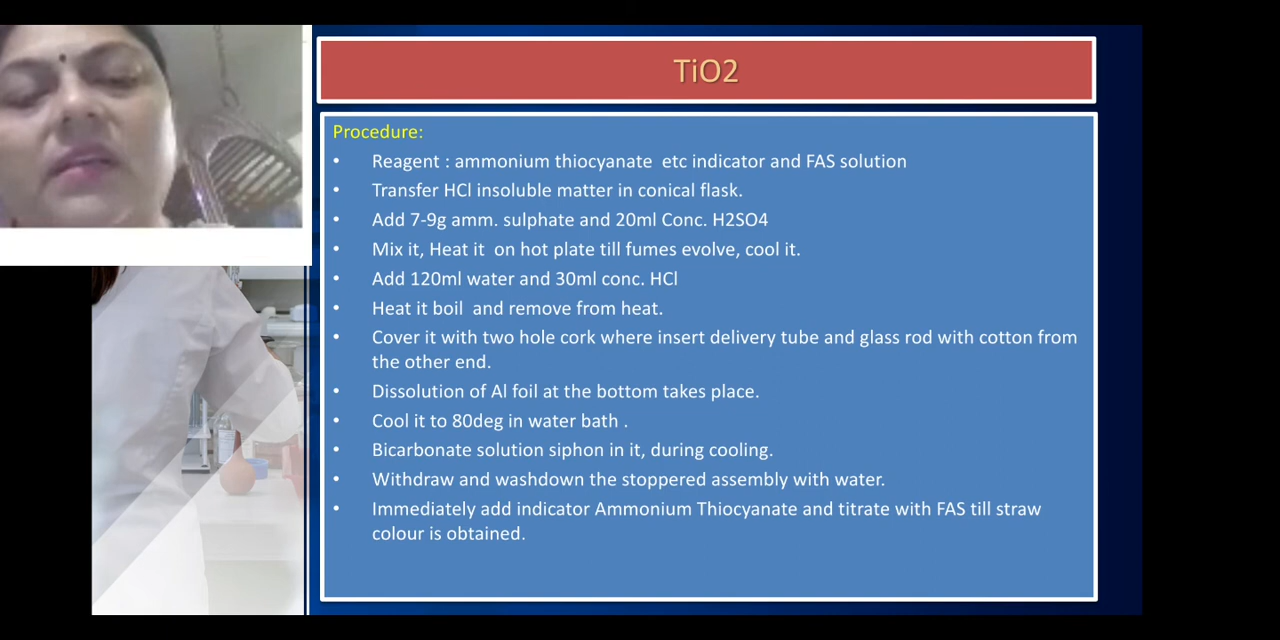 TiO2
Procedure:
• Reagent : ammonium thiocyanate etc indicator and FAS solution
• Transfer HCl insoluble matter in conical flask.
• Add 7-9g amm. sulphate and 20ml Conc. H2SO4
• Mix it, Heat it on hot plate till fumes evolve, cool it.
• Add 120ml water and 30ml conc. HCl
• Heat it boil and remove from heat.
• Cover it with two hole cork where insert delivery tube and glass rod with cotton from
the other end.
• Dissolution of Al foil at the bottom takes place.
• Cool it to 80deg in water bath .
• Bicarbonate solution siphon in it, during cooling.
• Withdraw and washdown the stoppered assembly with water.
• Immediately add indicator Ammonium Thiocyanate and titrate with FAS till straw
colour is obtained.